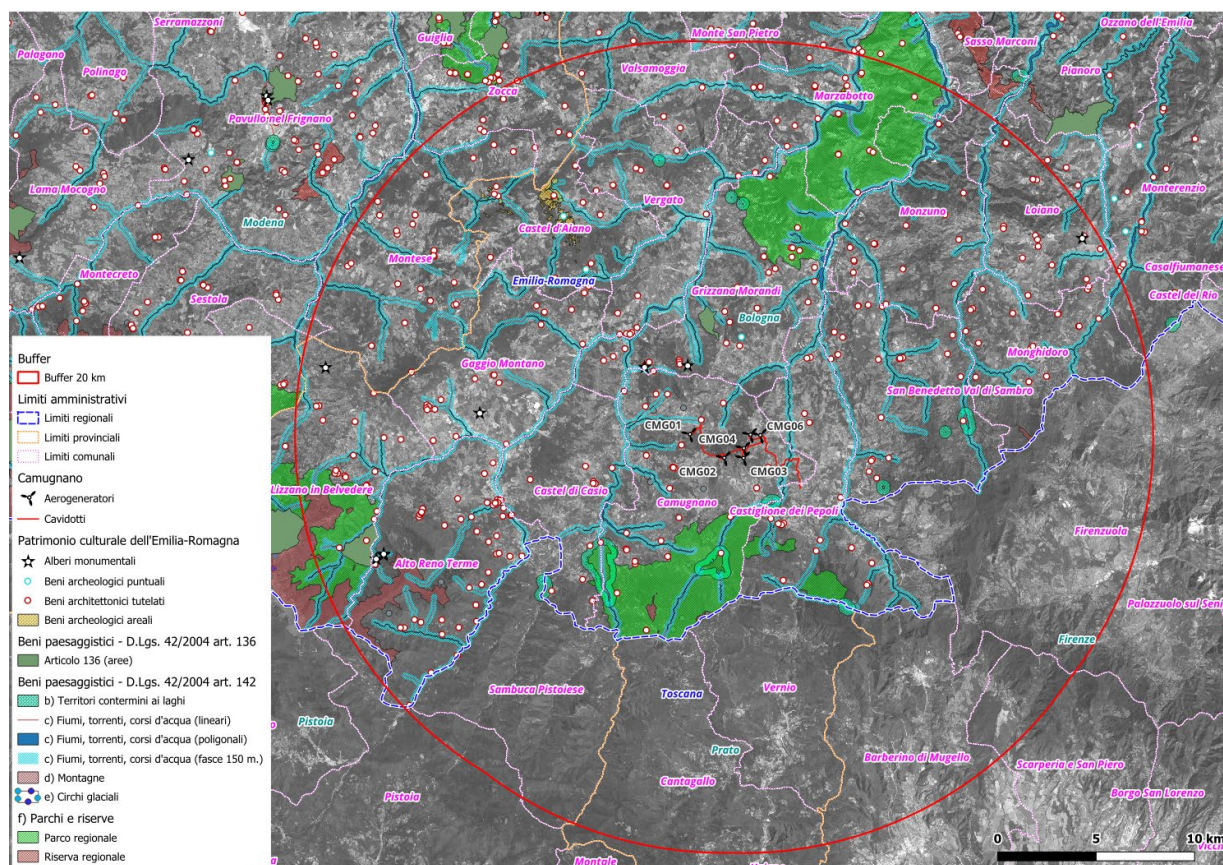 Serramazzoni
Ozzano dell'Emilia
Guiglia
Monte San Pietro
Sasso Marconi
Palagano
Polinago
Valsamoggia
Pianoro
Zocca
Marzabotto
Pavullo nel Frignano
Lama Mocogno
Monterenzio
Vergato
Monzuno
Loiano
Modena
Castel d'Aiano
Montese
Casalfiumanese
Montecreto
Emilia-Romagna
Sestola
Grizzana Morandi
Castel del Rio
Bologna
Monghidoro
Gaggio Montano
San Benedetto Val di Sambro
CMG01
CMG04
CMG06
CMG02
CMG03
Lizzano in Belvedere
Castel di Casio
Camugnano
Castiglione dei Pepoli
Firenzuola
Alto Reno Terme
Palazzuolo sul Seni
Firenze
Sambuca Pistoiese
Toscana
Vernio
Pistoia
Prato
Barberino di Mugello
Scarperia e San Piero
Cantagallo
Pistoia
Borgo San Lorenzo
Montale
Vicch
Buffer
Buffer 20 km
Limiti amministrativi
Limiti regionali
Limiti provinciali
Limiti comunali
Camugnano
Aerogeneratori
Cavidotti
Patrimonio culturale dell'Emilia-Romagna
Alberi monumentali
Beni archeologici puntuali
Beni architettonici tutelati
Beni archeologici areali
Beni paesaggistici - D.Lgs. 42/2004 art. 136
Articolo 136 (aree)
Beni paesaggistici - D.Lgs. 42/2004 art. 142
b) Territori contermini ai laghi
c) Fiumi, torrenti, corsi d'acqua (lineari)
c) Fiumi, torrenti, corsi d'acqua (poligonali)
c) Fiumi, torrenti, corsi d'acqua (fasce 150 m.)
d) Montagne
e) Circhi glaciali
f) Parchi e riserve
Parco regionale
Riserva regionale
0 5 10 km